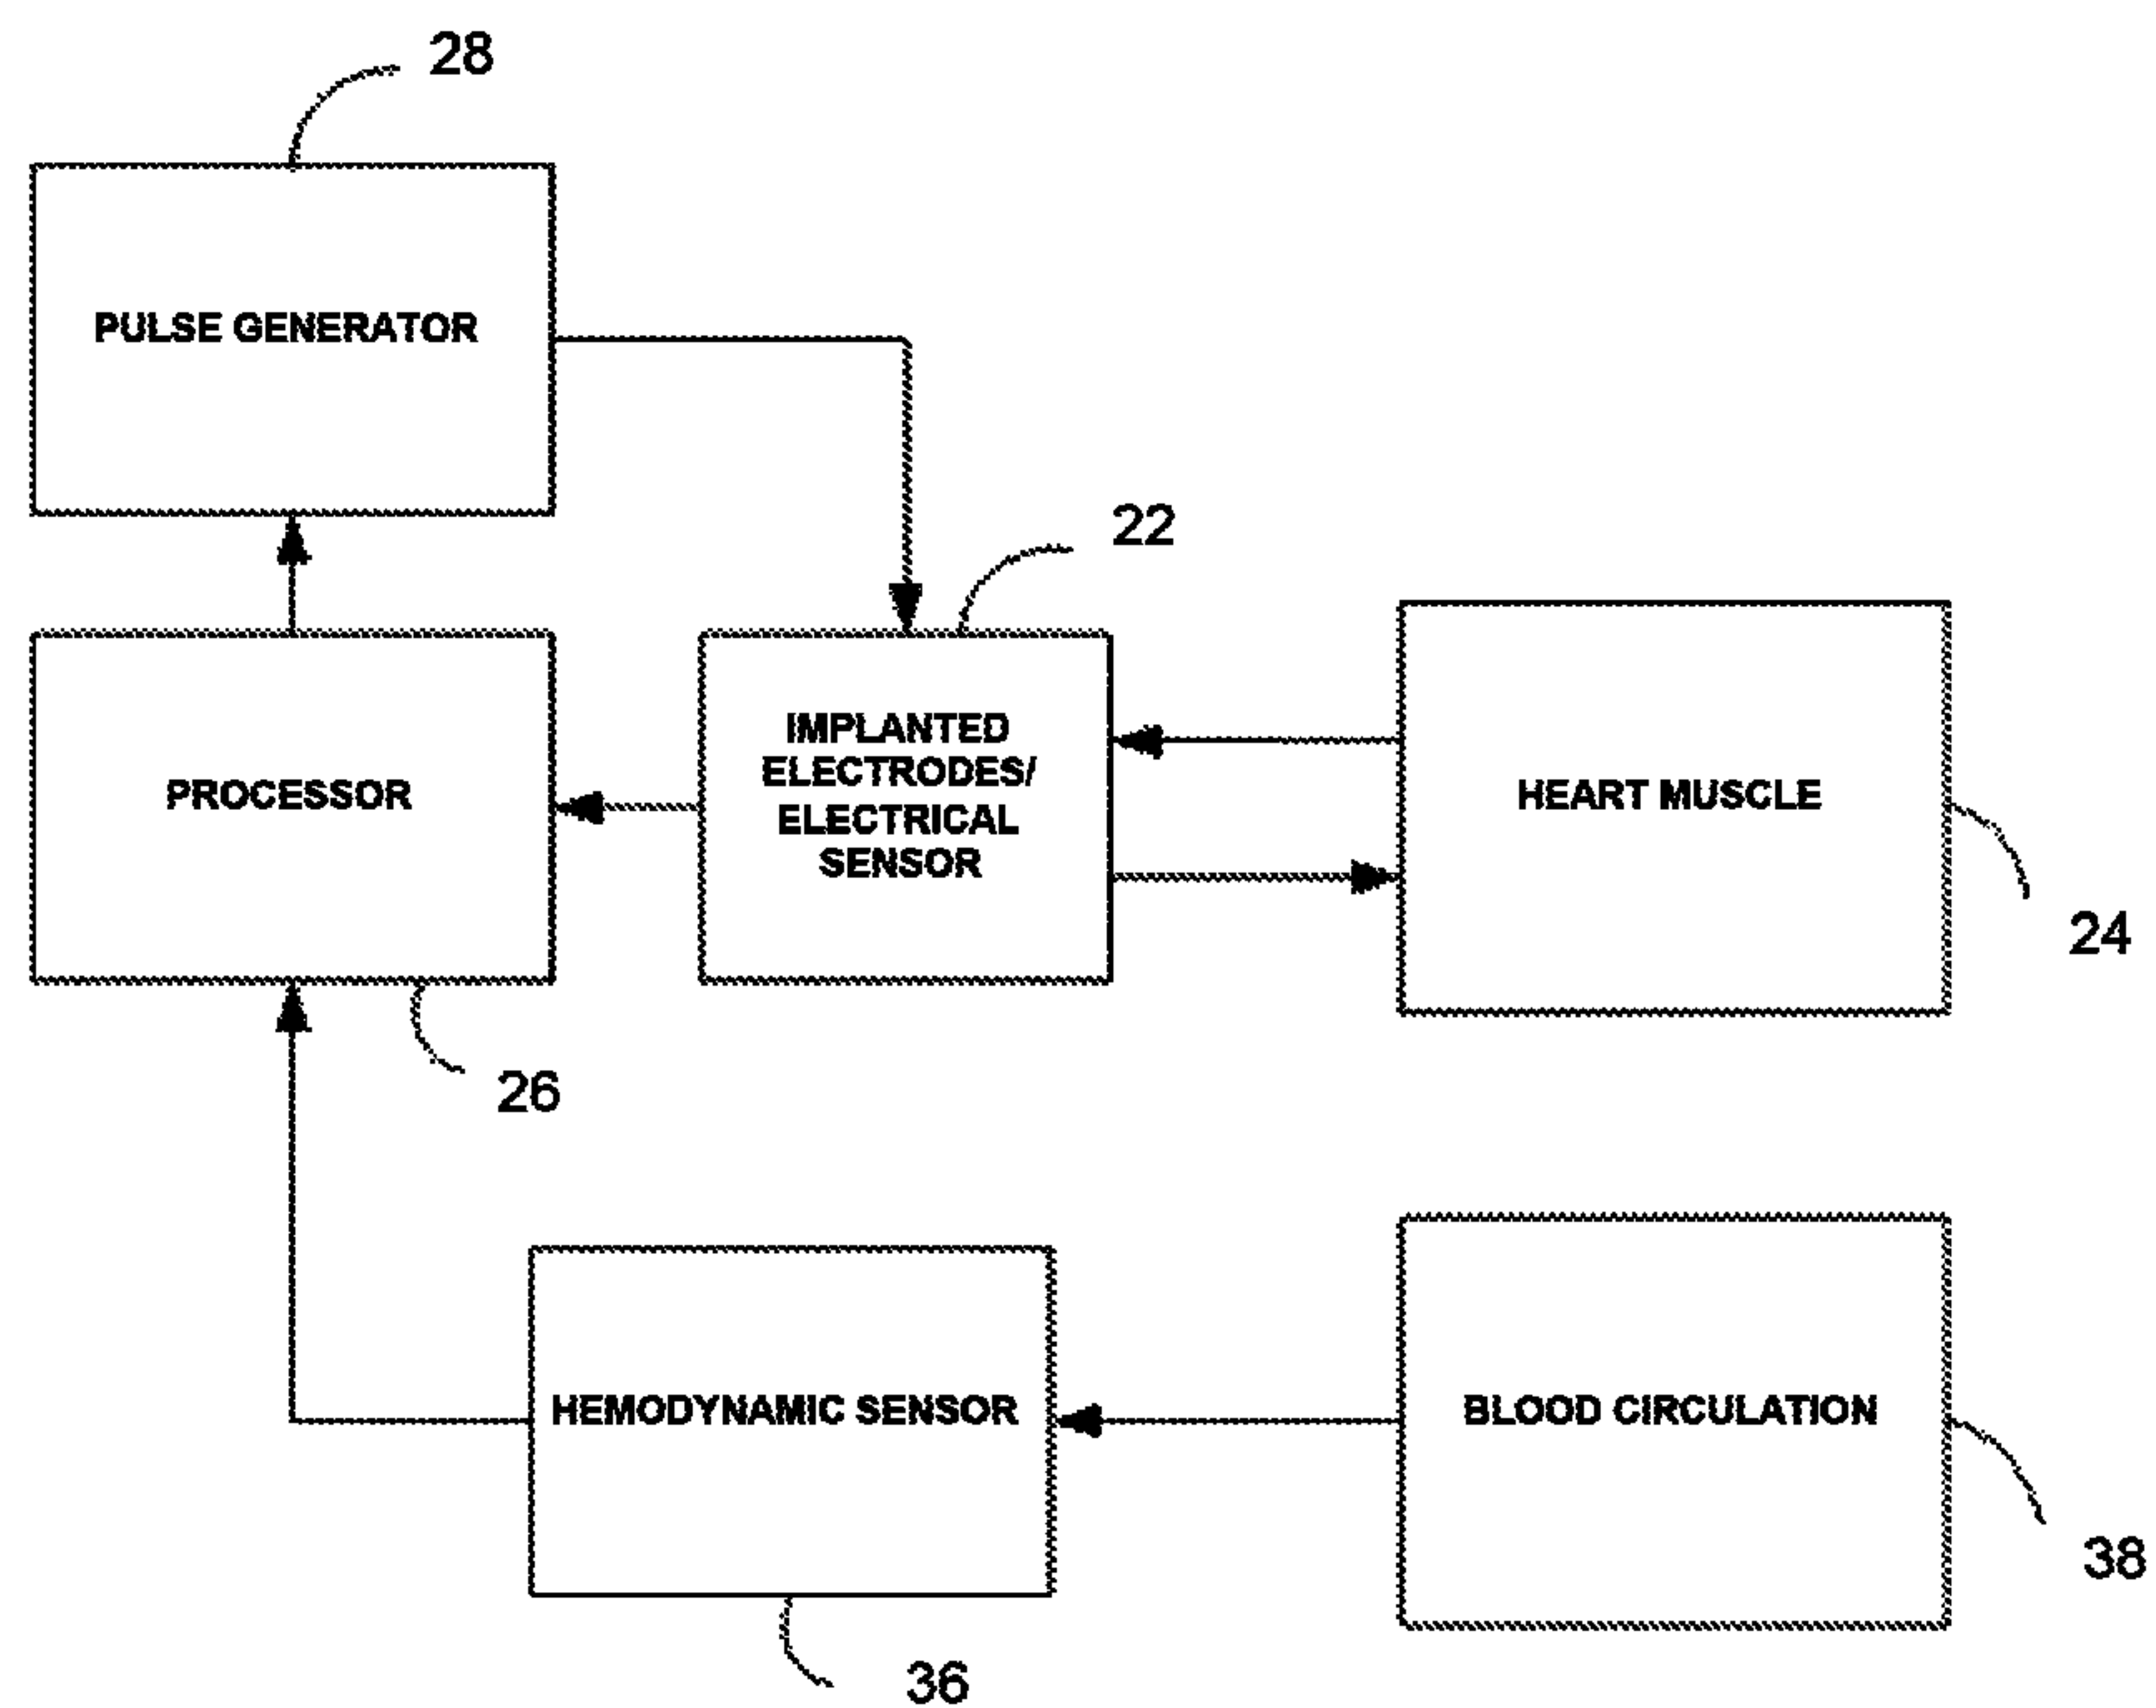 28
PULSE GENERATOR
22
IMPLANTED
ELECTRODES/
ELECTRICAL
SENSOR
PROCESSOR
HEART MUSCLE
24
26
HEMODYNAMIC SENSOR
BLOOD CIRCULATION
38
36